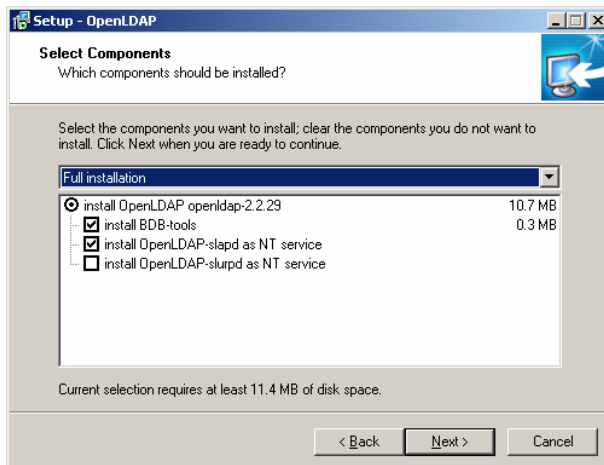 Setup - OpenLDAP
Select Components
Which components should be installed?
Select the components you want to install; clear the components you do not want to
install. Click Next when you are ready to continue.
Full installation
install OpenLDAP openldap-2.2.29 10.7 MB
install BDB-tools 0.3 MB
install OpenLDAP-slapd as NT service
install OpenLDAP-slurpd as NT service
Current selection requires at least 11.4 MB of disk space.
< Back Next > Cancel